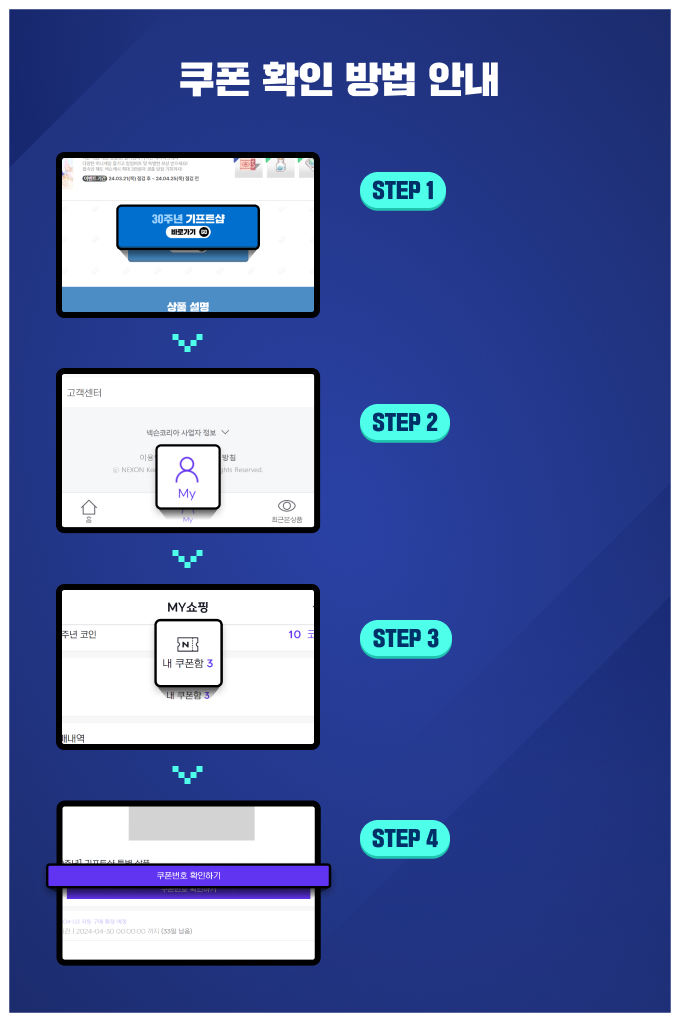 쿠폰 확인 방법 안내
24.03.21(목) 점검 후 ~ 24.04.25(목) 점검 전
30주년 기프트샵
바로가기 GO
상품 설명
STEP 1
고객센터
넥슨코리아 사업자 정보
이용 방침
ⓒ NEXON Ko ghts Reserved.
My
홈
My
최근본상품
STEP 2
MY쇼핑
주년 코인
10 코
N
내 쿠폰함 3
내 쿠폰함 3
매내역
STEP 3
주년] 기프트샵 특별 상품
쿠폰번호 확인하기
쿠폰번호 확인하기
간 | 2024-04-30 00:00:00 까지 (33일 남음)
STEP 4